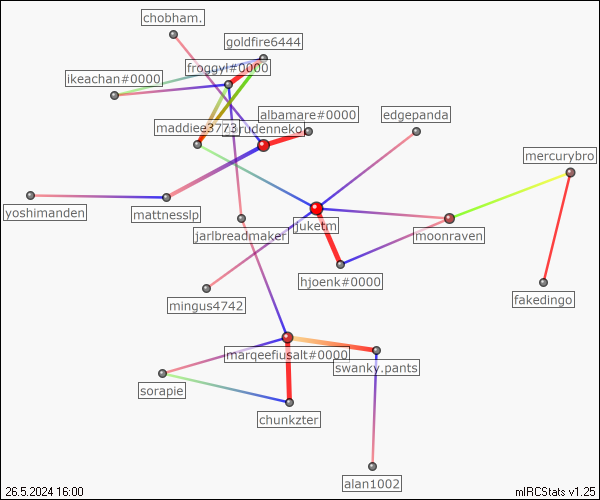 chobham.
goldfire6444
froggyl#0000
ikeachan#0000
albamare#0000
edgepanda
maddiee3773
rudenneko
mercurybro
yoshimanden
mattnesslp
juketm
jarlbreadmaker
moonraven
hjoenk#0000
mingus4742
fakedingo
marqeefiusalt#0000
swanky.pants
sorapie
chunkzter
alan1002
26.5.2024 16:00
mIRCStats v1.25